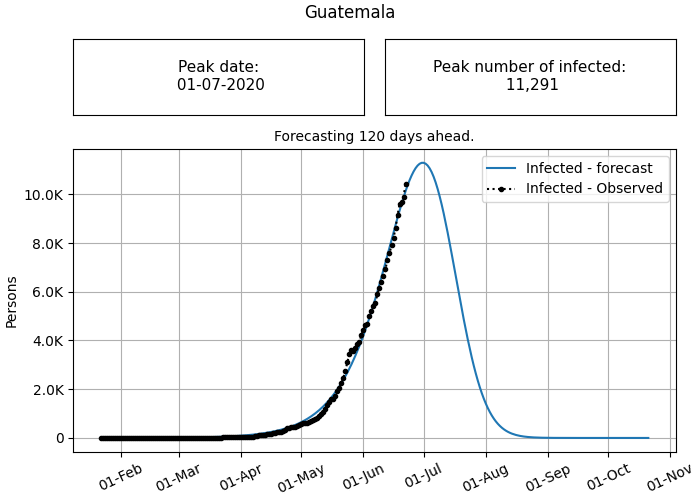 Guatemala
Peak date:
01-07-2020
Peak number of infected:
11,291
Forecasting 120 days ahead.
Infected - forecast
Infected - Observed
Persons
10.0K
8.0K
6.0K
4.0K
2.0K
0
01-Feb
01-Mar
01-Apr
01-May
01-Jun
01-Jul
01-Aug
01-Sep
01-Oct
01-Nov